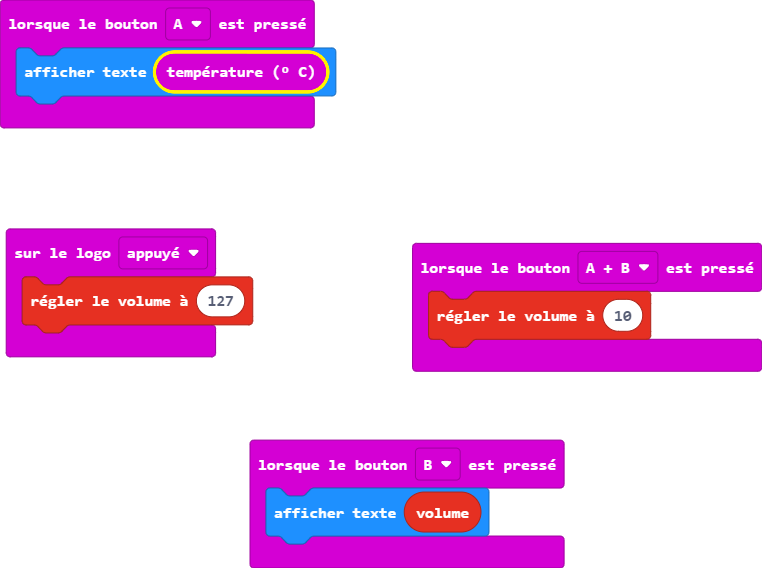 lorsque le bouton A est pressé
afficher texte température (° C)
sur le logo appuyé
régler le volume à 127
lorsque le bouton A + B est pressé
régler le volume à 10
lorsque le bouton B est pressé
afficher texte volume